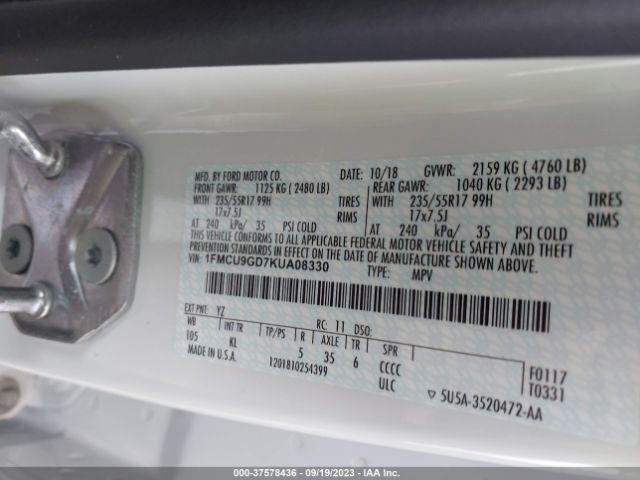 MFD. BY FORD MOTOR CO.
DATE: 10/18 GVWR: 2159 KG ( 4760 LB)
FRONT GAWR: 1125 KG ( 2480 LB)
REAR GAWR: 1040 KG ( 2293 LB)
WITH 235/55R17 99H TIRES
WITH 235/55R17 99H TIRES
17x7.5J RIMS
17x7.5J RIMS
AT 240 kPa/ 35 PSI COLD
AT 240 kPa/ 35 PSI COLD
THIS VEHICLE CONFORMS TO ALL APPLICABLE FEDERAL MOTOR VEHICLE SAFETY AND THEFT
PREVENTION STANDARDS IN EFFECT ON THE DATE OF MANUFACTURE SHOWN ABOVE.
VIN: 1FMCU9GD7KUA08330
TYPE: MPV
EXT PNT: YZ RC: 11 DSO:
WB INT TR TP/PS R AXLE TR SPR
105 KL 5 35 6 CCCC
MADE IN U.S.A. 1201810254399 ULC
F0117
T0331
5U5A-3520472-AA
000-37578436 - 09/19/2023 - IAA Inc.